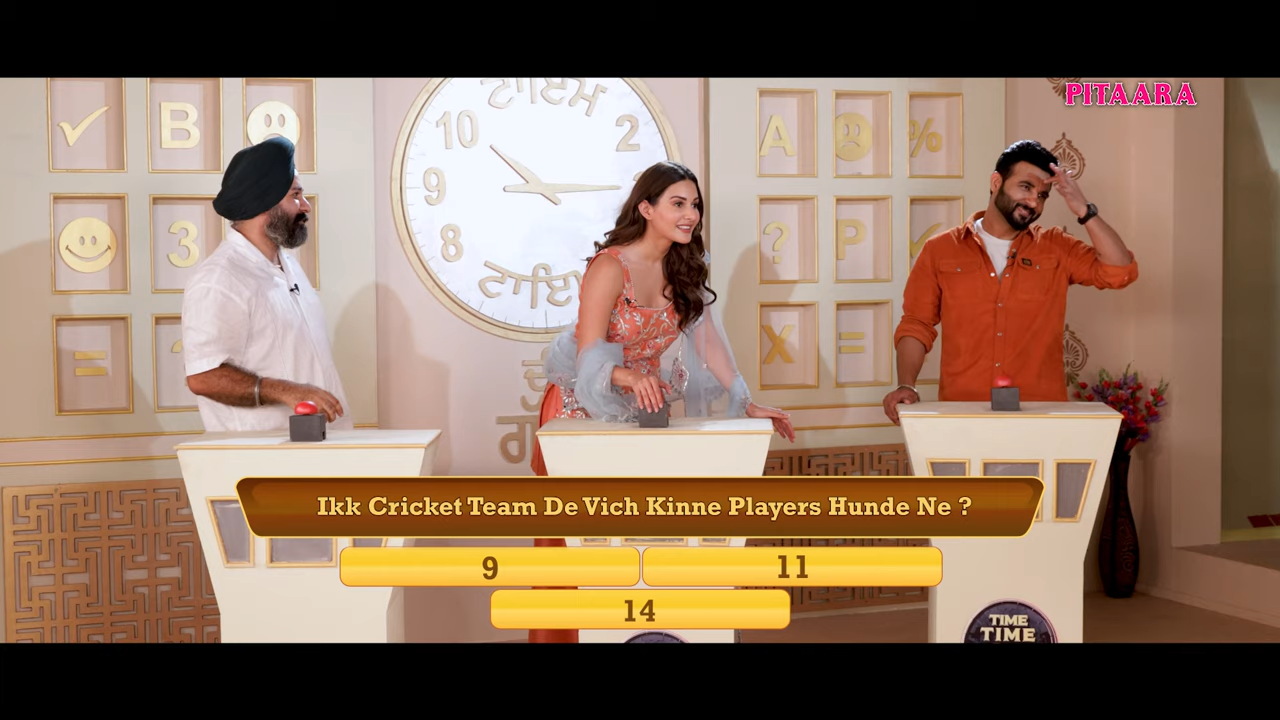 PITAARA
B
A
%
3
?
P
=
X
=
ਟਾਇਮ
10
2
9
8
ਟਾਇ
Ikk Cricket Team De Vich Kinne Players Hunde Ne ?
9
11
14
TIME
TIME